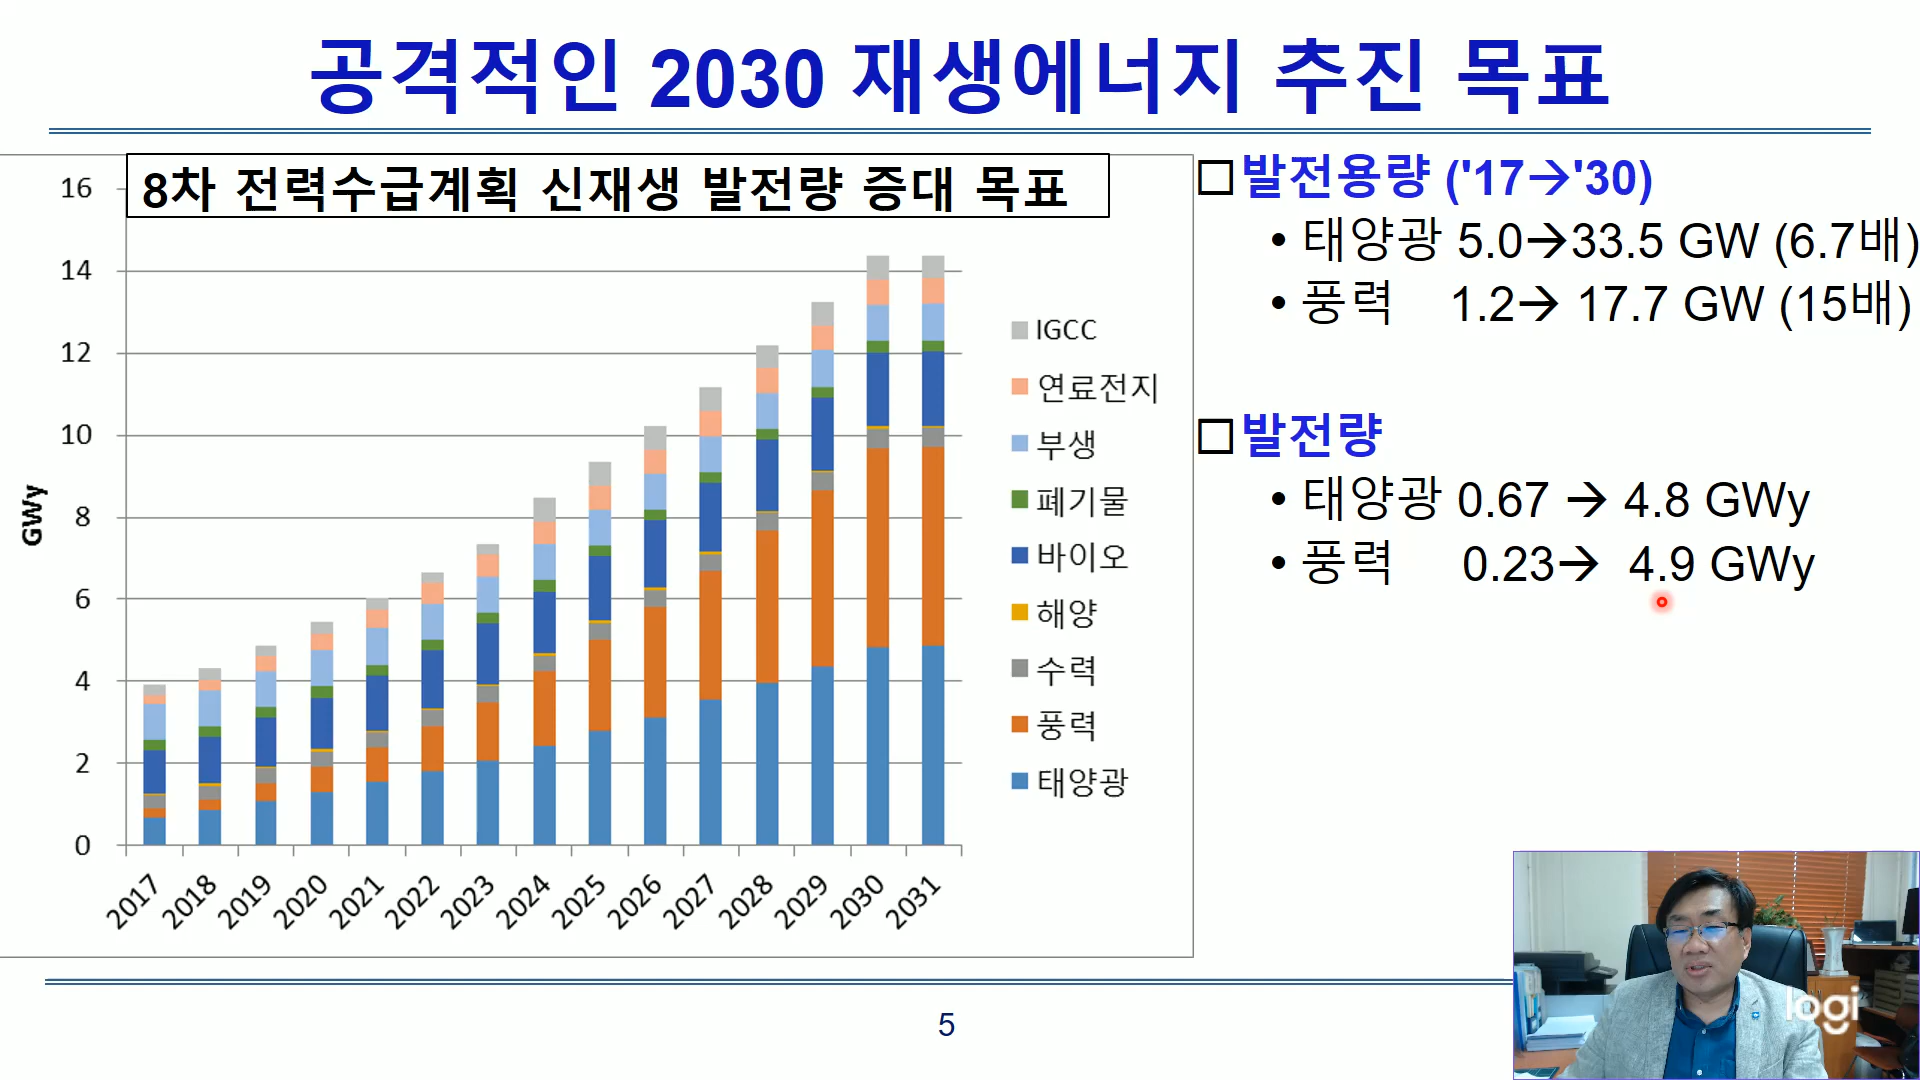 공격적인 2030 재생에너지 추진 목표
8차 전력수급계획 신재생 발전량 증대 목표
16
14
12
10
8
6
4
2
0
GWy
2017
2018
2019
2020
2021
2022
2023
2024
2025
2026
2027
2028
2029
2030
2031
IGCC
연료전지
부생
폐기물
바이오
해양
수력
풍력
태양광
□발전용량 ('17→'30)
• 태양광 5.0→33.5 GW (6.7배)
• 풍력 1.2→ 17.7 GW (15배)
□발전량
• 태양광 0.67 → 4.8 GWy
• 풍력 0.23→ 4.9 GWy
5
logi